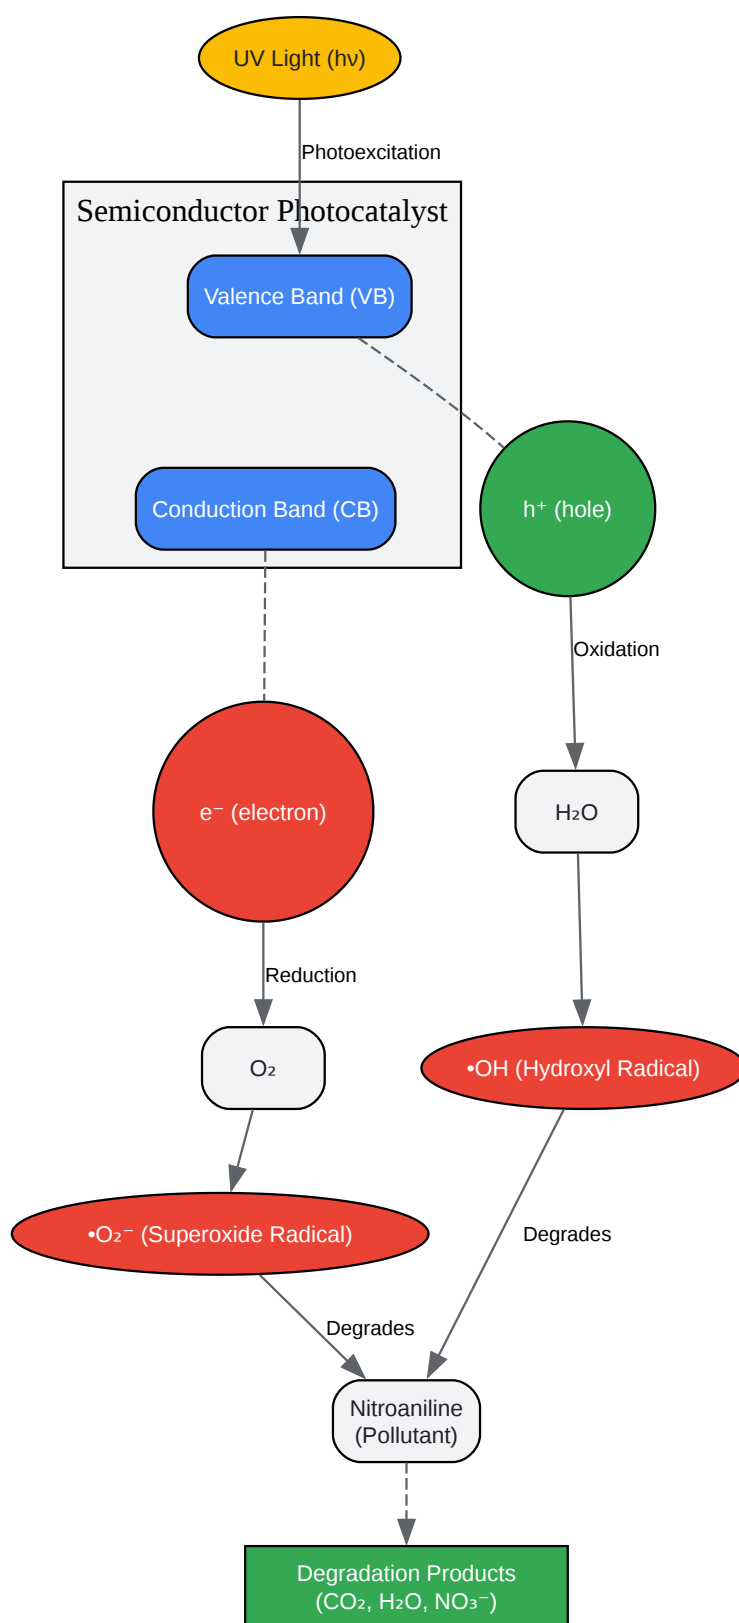 UV Light (hν)
Photoexcitation
Semiconductor Photocatalyst
Valence Band (VB)
Conduction Band (CB)
h⁺ (hole)
Oxidation
e⁻ (electron)
H₂O
Reduction
O₂
•OH (Hydroxyl Radical)
•O₂⁻ (Superoxide Radical)
Degrades
Degrades
Nitroaniline
(Pollutant)
Degradation Products
(CO₂, H₂O, NO₃⁻)